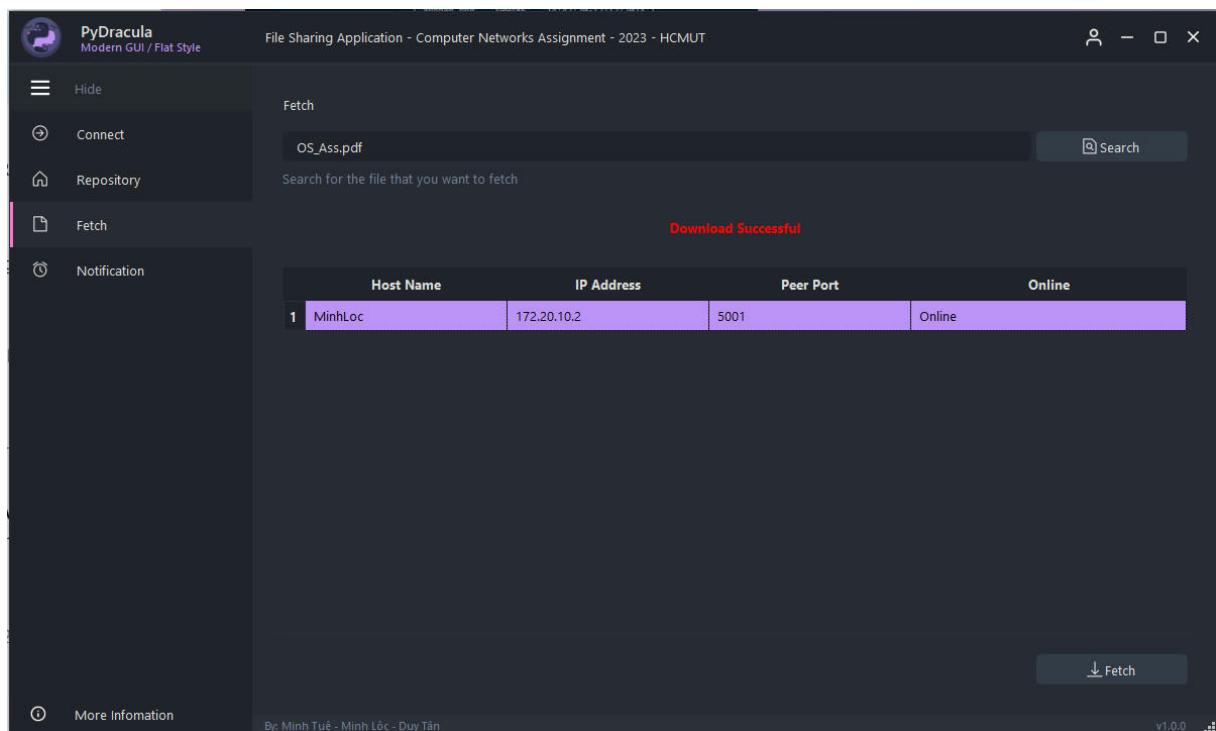 PyDracula
Modern GUI / Flat Style
File Sharing Application - Computer Networks Assignment - 2023 - HCMUT
Hide
Connect
Repository
Fetch
Notification
More Infomation
Fetch
OS_Ass.pdf
Search
Search for the file that you want to fetch
Download Successful
Host Name IP Address Peer Port Online
1 MinhLoc 172.20.10.2 5001 Online
Fetch
By: Minh Tuê - Minh Lôc - Duy Tân
v1.0.0